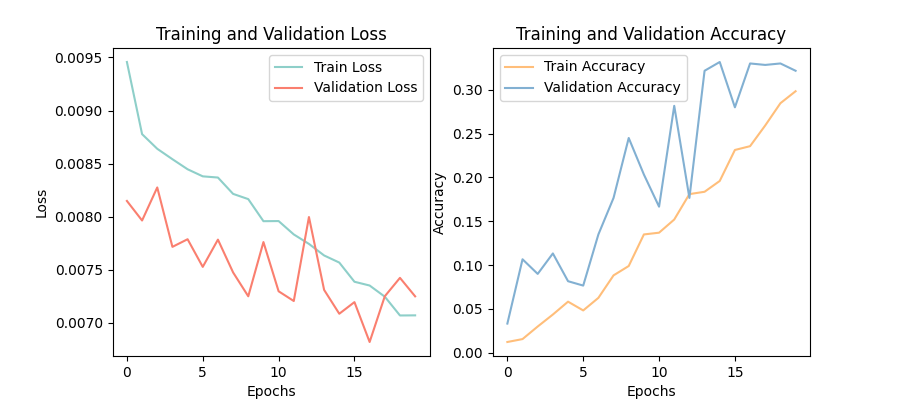 Training and Validation Loss
Train Loss
Validation Loss
0.0095
0.0090
0.0085
0.0080
0.0075
0.0070
Loss
0
5
10
15
Epochs
Training and Validation Accuracy
Train Accuracy
Validation Accuracy
0.30
0.25
0.20
0.15
0.10
0.05
0.00
Accuracy
0
5
10
15
Epochs